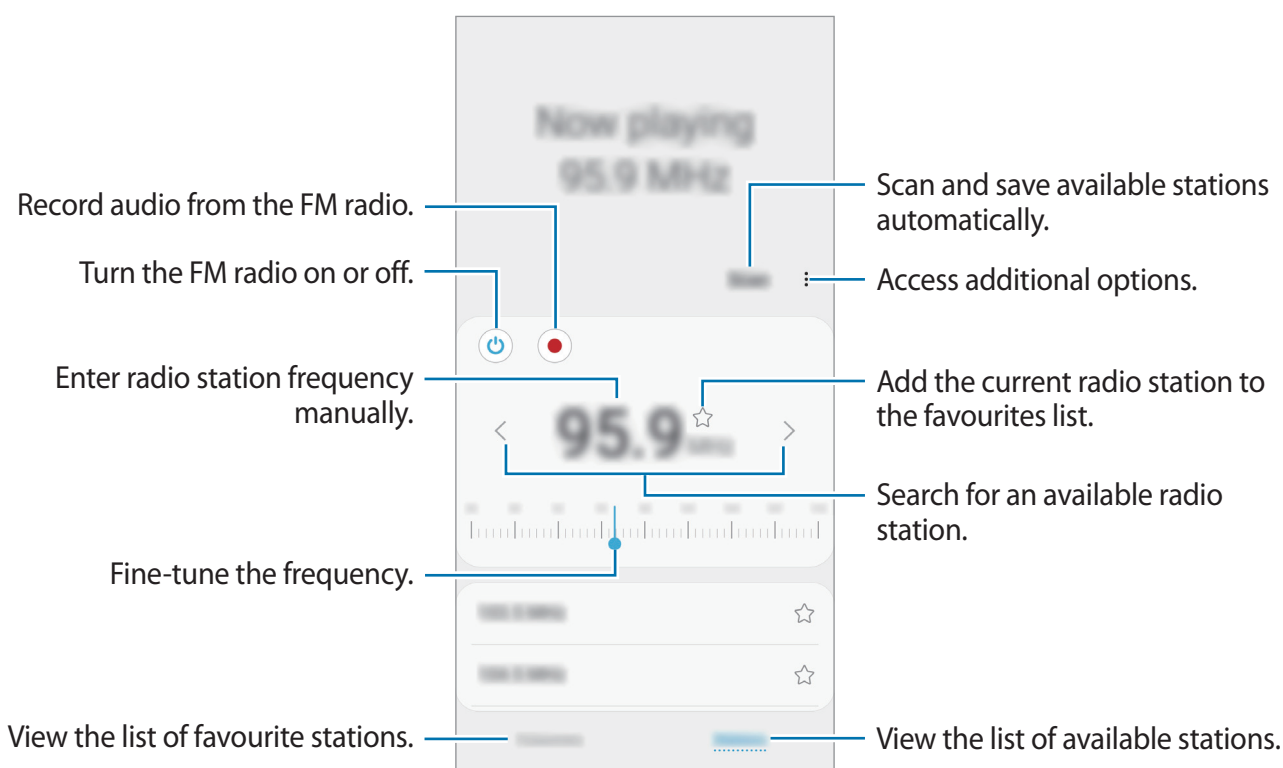 Now playing
95.9 MHz
Record audio from the FM radio.
Scan and save available stations
automatically.
Turn the FM radio on or off.
Scan
Access additional options.
Enter radio station frequency
manually.
95.9
MHz
Add the current radio station to
the favourites list.
Search for an available radio
station.
Fine-tune the frequency.
View the list of favourite stations.
View the list of available stations.